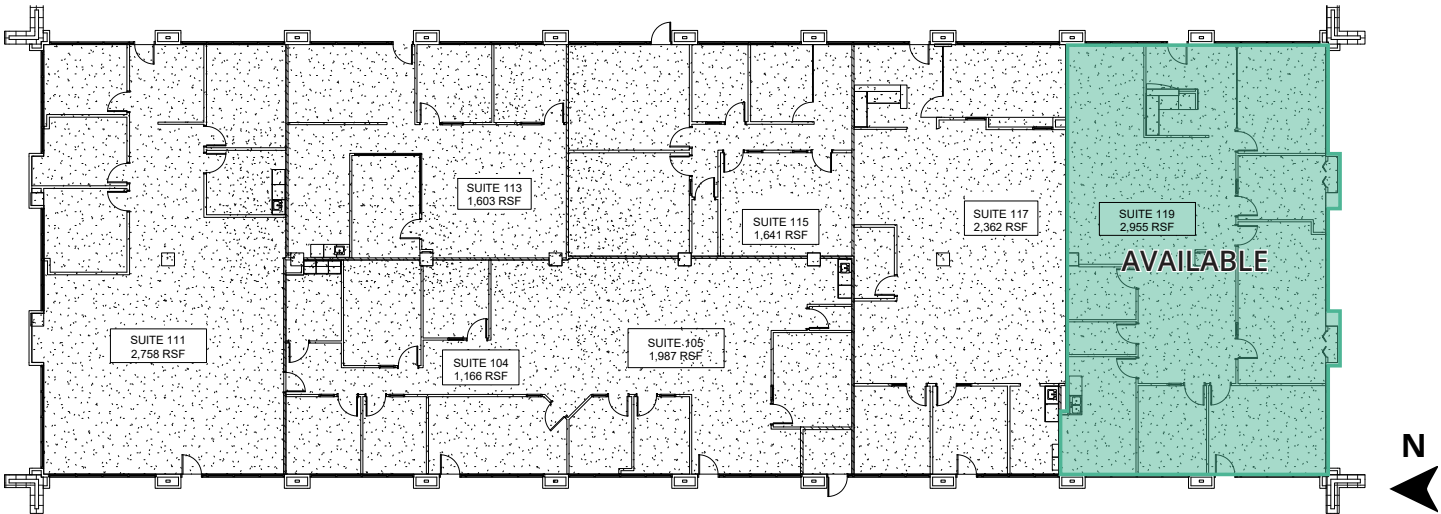 SUITE 113
1,603 RSF
SUITE 115
1,641 RSF
SUITE 117
2,362 RSF
SUITE 119
2,955 RSF
AVAILABLE
SUITE 111
2,758 RSF
SUITE 104
1,166 RSF
SUITE 105
1,987 RSF
N